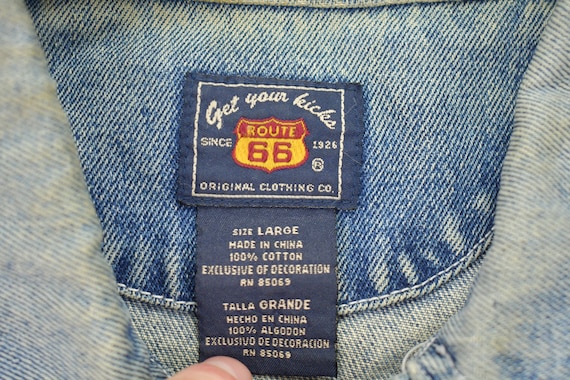 Get your kicks
SINCE ROUTE 66 1926
®
ORIGINAL CLOTHING CO.
SIZE LARGE
MADE IN CHINA
100% COTTON
EXCLUSIVE OF DECORATION
RN 85069
TALLA GRANDE
HECHO EN CHINA
100% ALGODON
EXCLUSIVO DE DECORACION
RN 85069